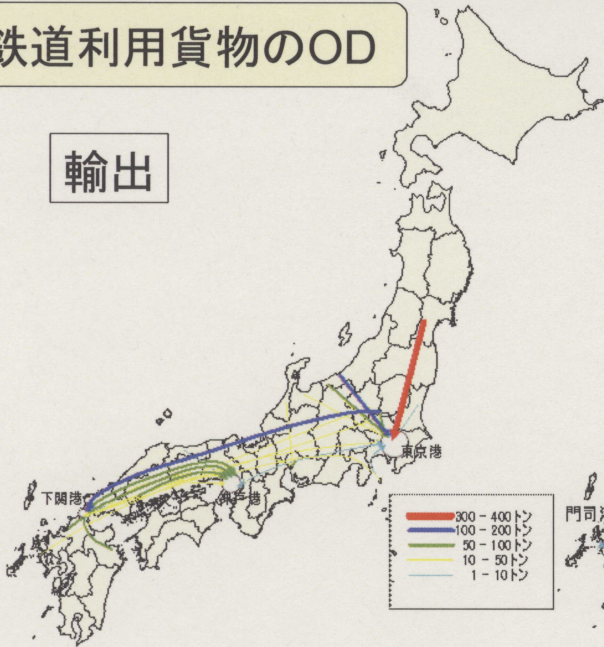 鉄道利用貨物のOD
輸出
東京港
神戸港
下関港
300 - 400トン
100 - 200トン
50 - 100トン
10 - 50トン
1 - 10トン
門司